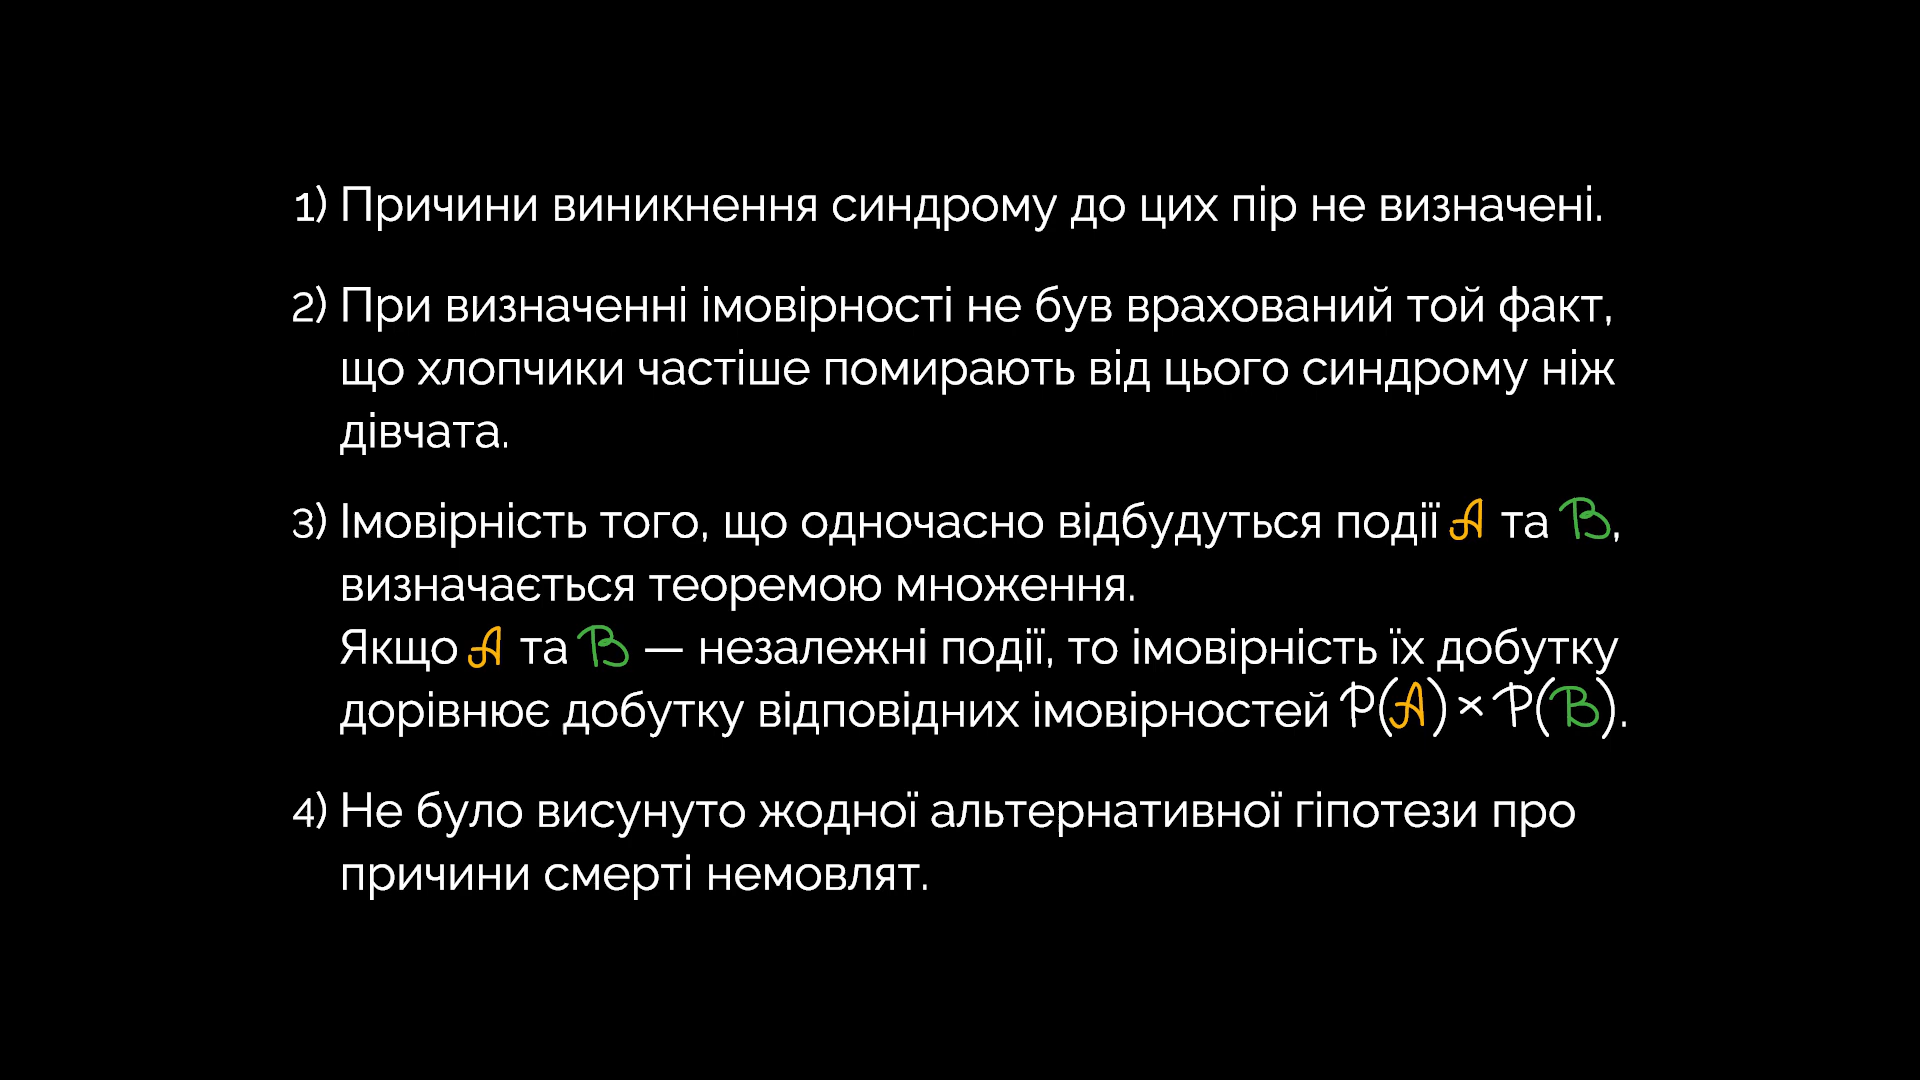 1) Причини виникнення синдрому до цих пір не визначені.
2) При визначенні імовірності не був врахований той факт,
що хлопчики частіше помирають від цього синдрому ніж
дівчата.
3) Імовірність того, що одночасно відбудуться події A та B,
визначається теоремою множення.
Якщо A та B — незалежні події, то імовірність їх добутку
дорівнює добутку відповідних імовірностей P(A) × P(B).
4) Не було висунуто жодної альтернативної гіпотези про
причини смерті немовлят.